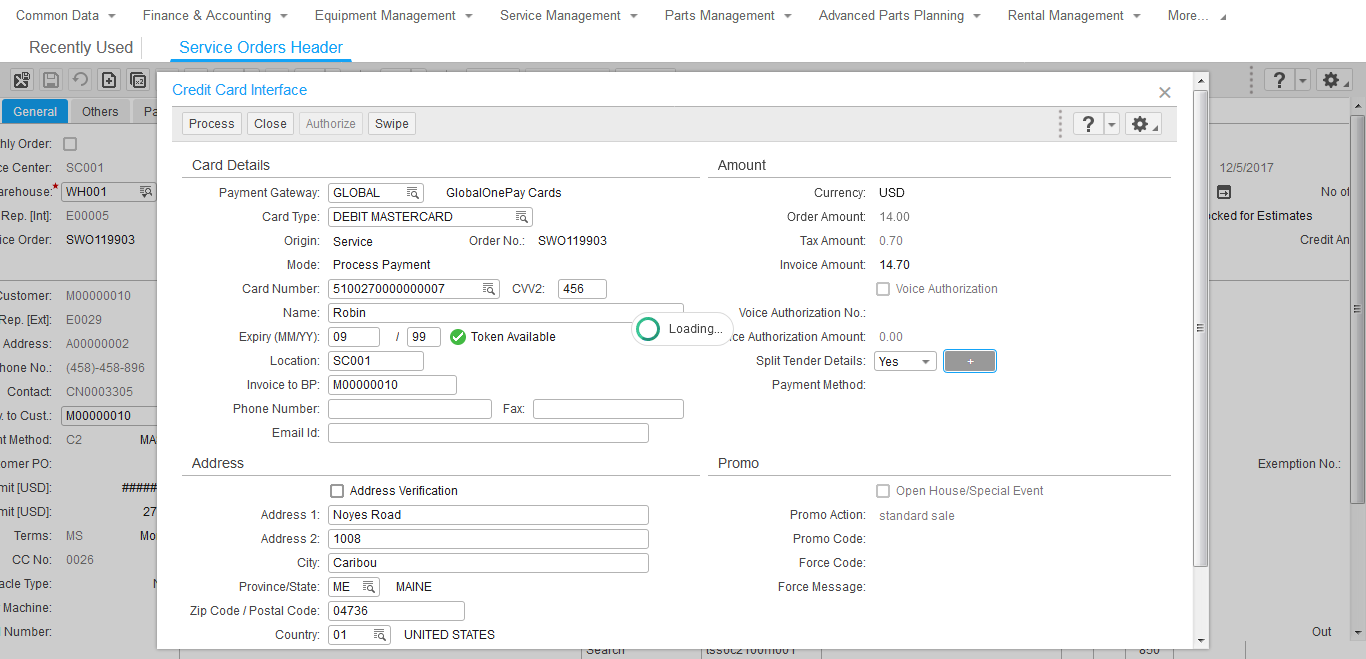 Common Data Finance & Accounting Equipment Management Service Management Parts Management Advanced Parts Planning Rental Management More...
Recently Used Service Orders Header
General Others Pa
Credit Card Interface
Process Close Authorize Swipe
Card Details
Payment Gateway: GLOBAL GlobalOnePay Cards
Card Type: DEBIT MASTERCARD
Origin: Service Order No.: SWO119903
Mode: Process Payment
Card Number: 5100270000000007 CVV2: 456
Name: Robin
Expiry (MM/YY): 09 / 99 Token Available
Location: SC001
Invoice to BP: M00000010
Phone Number: Fax:
Email Id:
Amount
Currency: USD
Order Amount: 14.00
Tax Amount: 0.70
Invoice Amount: 14.70
Voice Authorization
Voice Authorization No.:
ce Authorization Amount: 0.00
Split Tender Details: Yes +
Payment Method:
Loading...
Address
Address Verification
Address 1: Noyes Road
Address 2: 1008
City: Caribou
Province/State: ME MAINE
Zip Code / Postal Code: 04736
Country: 01 UNITED STATES
Promo
Open House/Special Event
Promo Action: standard sale
Promo Code:
Force Code:
Force Message:
hly Order:
ce Center: SC001
arehouse:* WH001
Rep. [Int]: E00005
ice Order: SWO119903
Customer: M00000010
Rep. [Ext]: E0029
Address: A00000002
hone No.: (458)-458-896
Contact: CN0003305
. to Cust.: M00000010
nt Method: C2 MA
omer PO:
mit [USD]: #####
mit [USD]: 27
Terms: MS Mo
CC No: 0026
acle Type:
Machine:
l Number:
12/5/2017
No of
ocked for Estimates
Credit An
Exemption No.:
Out
Search tss0c2100m001 850